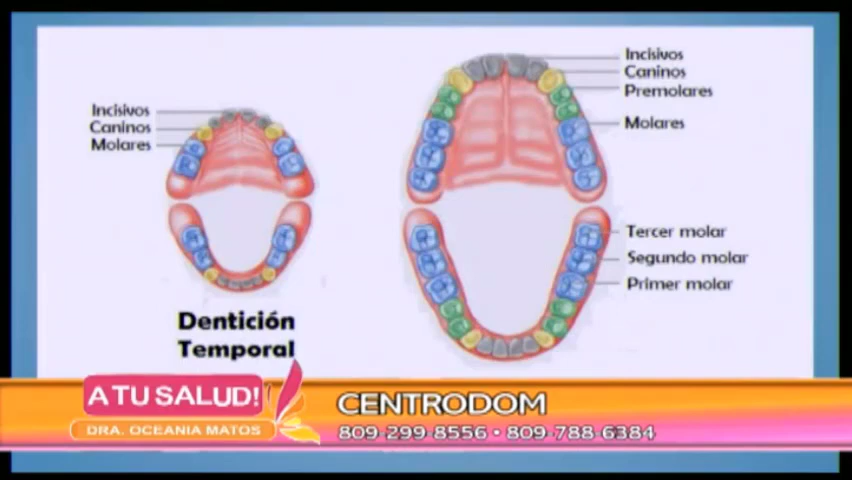 Incisivos
Caninos
Molares
Dentición
Temporal
Incisivos
Caninos
Premolares
Molares
Tercer molar
Segundo molar
Primer molar
A TU SALUD!
DRA. OCEANIA MATOS
CENTRODOM
809-299-8556 • 809-788-6384